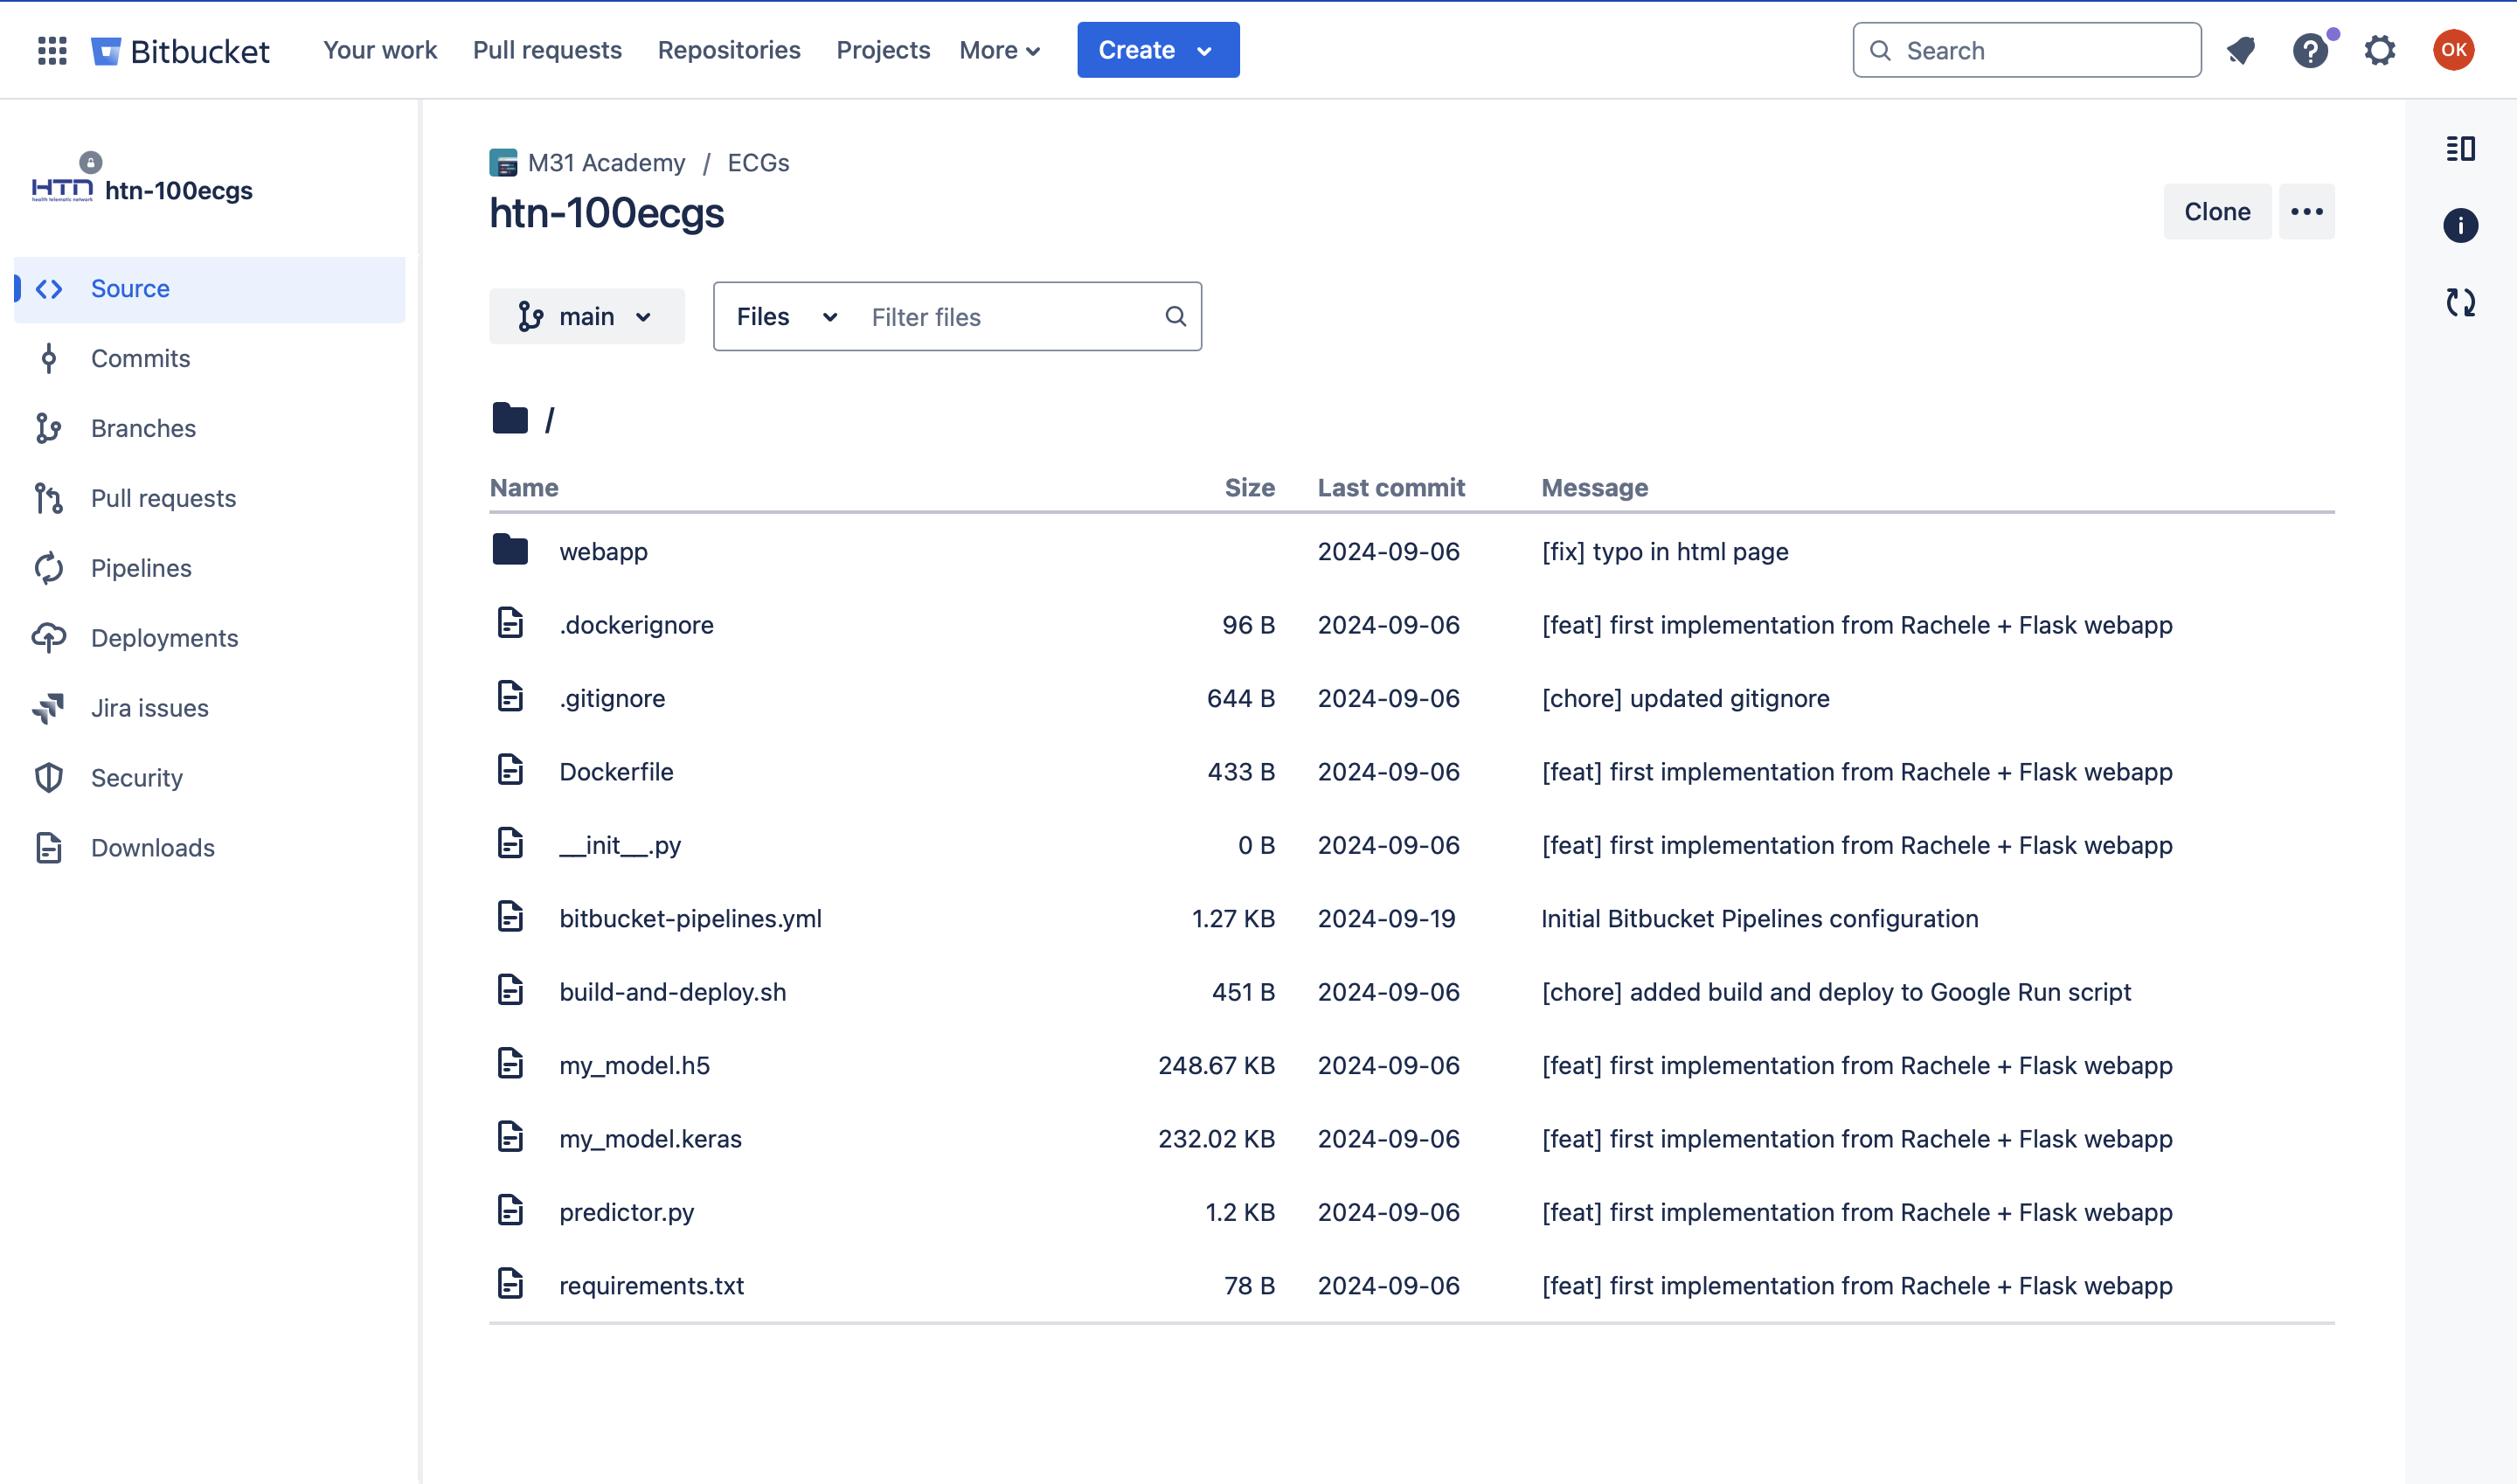 Bitbucket Your work Pull requests Repositories Projects More Create Search OK
HTN
health telematic network
htn-100ecgs
Source
Commits
Branches
Pull requests
Pipelines
Deployments
Jira issues
Security
Downloads
M31 Academy / ECGs
htn-100ecgs
Clone
main Files Filter files
/
Name Size Last commit Message
webapp 2024-09-06 [fix] typo in html page
.dockerignore 96 B 2024-09-06 [feat] first implementation from Rachele + Flask webapp
.gitignore 644 B 2024-09-06 [chore] updated gitignore
Dockerfile 433 B 2024-09-06 [feat] first implementation from Rachele + Flask webapp
__init__.py 0 B 2024-09-06 [feat] first implementation from Rachele + Flask webapp
bitbucket-pipelines.yml 1.27 KB 2024-09-19 Initial Bitbucket Pipelines configuration
build-and-deploy.sh 451 B 2024-09-06 [chore] added build and deploy to Google Run script
my_model.h5 248.67 KB 2024-09-06 [feat] first implementation from Rachele + Flask webapp
my_model.keras 232.02 KB 2024-09-06 [feat] first implementation from Rachele + Flask webapp
predictor.py 1.2 KB 2024-09-06 [feat] first implementation from Rachele + Flask webapp
requirements.txt 78 B 2024-09-06 [feat] first implementation from Rachele + Flask webapp